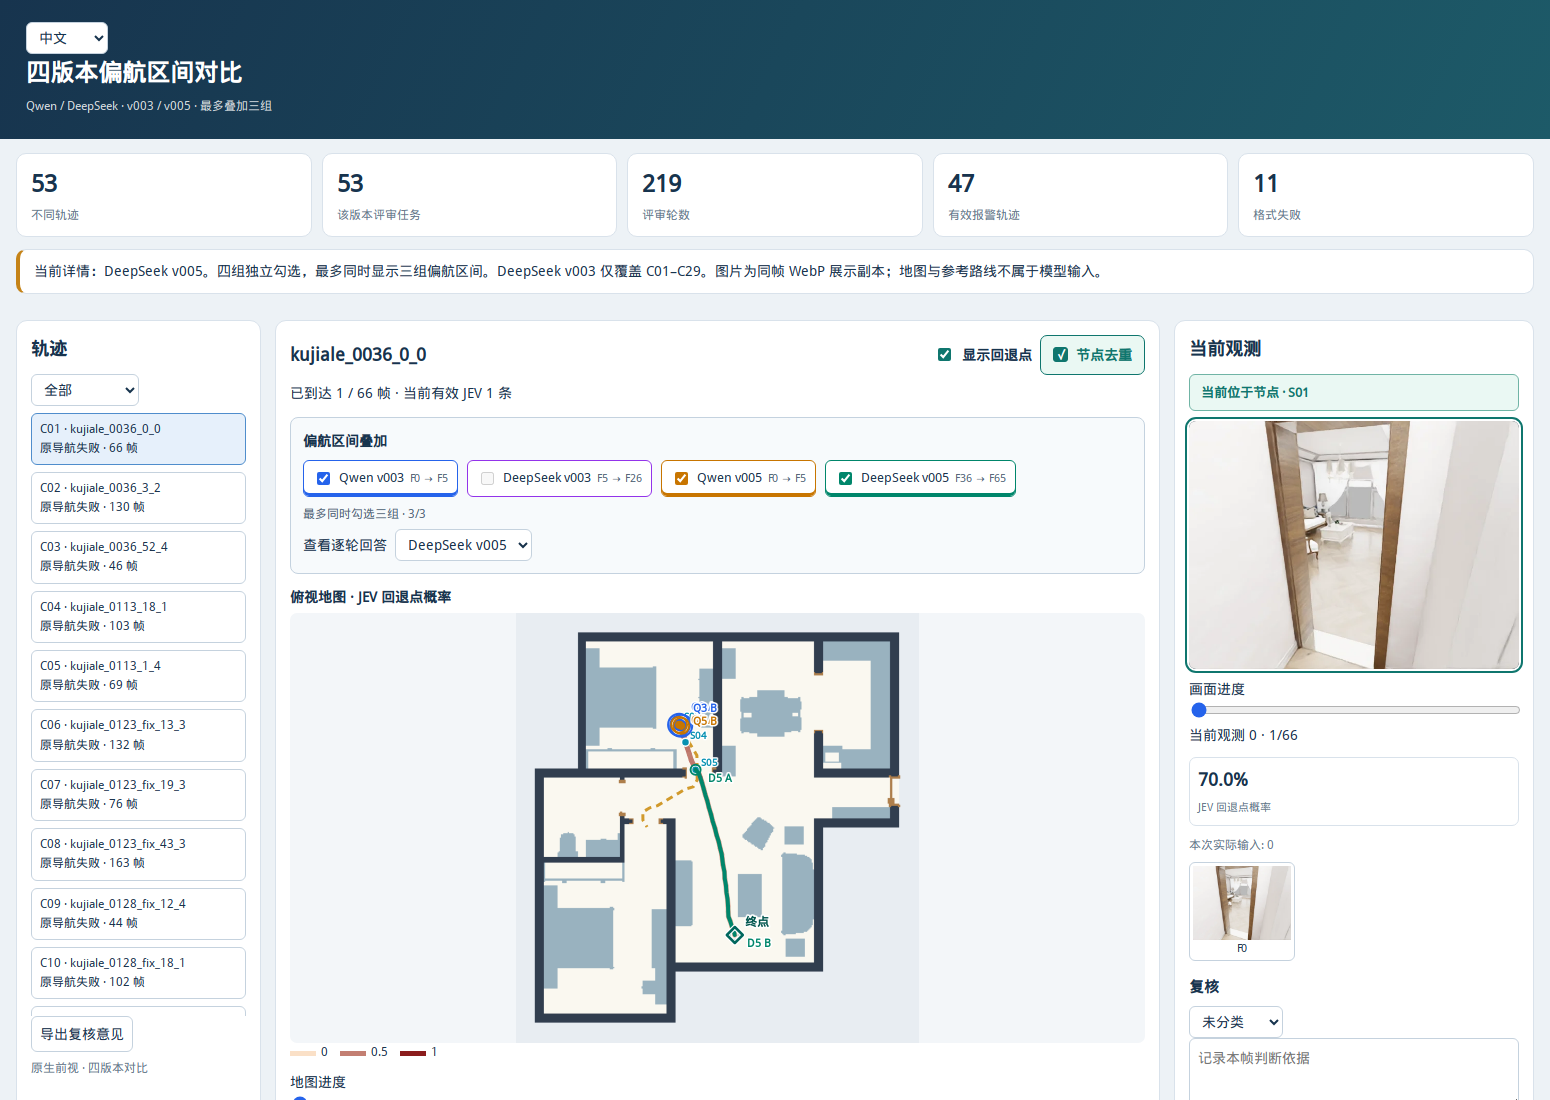 中文
四版本偏航区间对比
Qwen / DeepSeek · v003 / v005 · 最多叠加三组
53
不同轨迹
53
该版本评审任务
219
评审轮数
47
有效报警轨迹
11
格式失败
当前详情：DeepSeek v005。四组独立勾选，最多同时显示三组偏航区间。DeepSeek v003 仅覆盖 C01–C29。图片为同帧 WebP 展示副本；地图与参考路线不属于模型输入。
轨迹
全部
C01 · kujiale_0036_0_0
原导航失败 · 66 帧
C02 · kujiale_0036_3_2
原导航失败 · 130 帧
C03 · kujiale_0036_52_4
原导航失败 · 46 帧
C04 · kujiale_0113_18_1
原导航失败 · 103 帧
C05 · kujiale_0113_1_4
原导航失败 · 69 帧
C06 · kujiale_0123_fix_13_3
原导航失败 · 132 帧
C07 · kujiale_0123_fix_19_3
原导航失败 · 76 帧
C08 · kujiale_0123_fix_43_3
原导航失败 · 163 帧
C09 · kujiale_0128_fix_12_4
原导航失败 · 44 帧
C10 · kujiale_0128_fix_18_1
原导航失败 · 102 帧
导出复核意见
原生前视 · 四版本对比
kujiale_0036_0_0
显示回退点
节点去重
已到达 1 / 66 帧 · 当前有效 JEV 1 条
偏航区间叠加
Qwen v003 F0 → F5
DeepSeek v003 F5 → F26
Qwen v005 F0 → F5
DeepSeek v005 F36 → F65
最多同时勾选三组 · 3/3
查看逐轮回答
DeepSeek v005
俯视地图 · JEV 回退点概率
Q3 B
Q5 B
S04
S05
D5 A
终点
D5 B
0
0.5
1
地图进度
当前观测
当前位于节点 · S01
画面进度
当前观测 0 · 1/66
70.0%
JEV 回退点概率
本次实际输入: 0
F0
复核
未分类
记录本帧判断依据